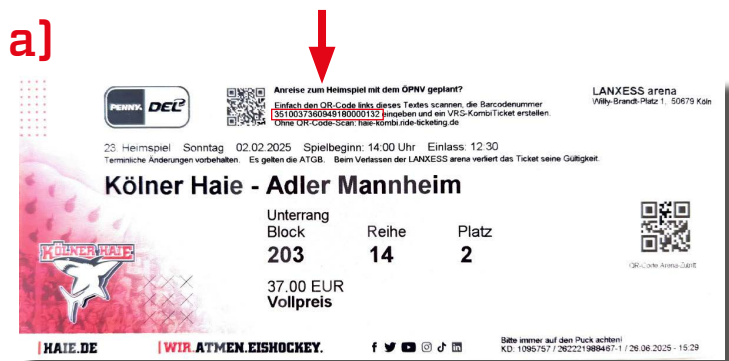 a)
PENNY. DEL
Anreise zum Heimspiel mit dem ÖPNV geplant?
Einfach den QR-Code links dieses Textes scannen, die Barcodenummer
3510037360949180000132 eingeben und ein VRS-KombiTicket erstellen.
Ohne QR-Code-Scan: haie-kombi.ride-ticketing.de
LANXESS arena
Willy-Brandt-Platz 1, 50679 Köln
23. Heimspiel Sonntag 02.02.2025 Spielbeginn: 14:00 Uhr Einlass: 12:30
Terminliche Änderungen vorbehalten. Es gelten die ATGB. Beim Verlassen der LANXESS arena verliert das Ticket seine Gültigkeit.
Kölner Haie - Adler Mannheim
Unterrang
Block Reihe Platz
203 14 2
QR-Code Arena-Zutritt
KÖLNER HAIE
37.00 EUR
Vollpreis
HAIE.DE
WIR.ATMEN.EISHOCKEY.
Bitte immer auf den Puck achten!
KD: 1095757 / 262221988467-1 / 26.06.2025 - 15:29